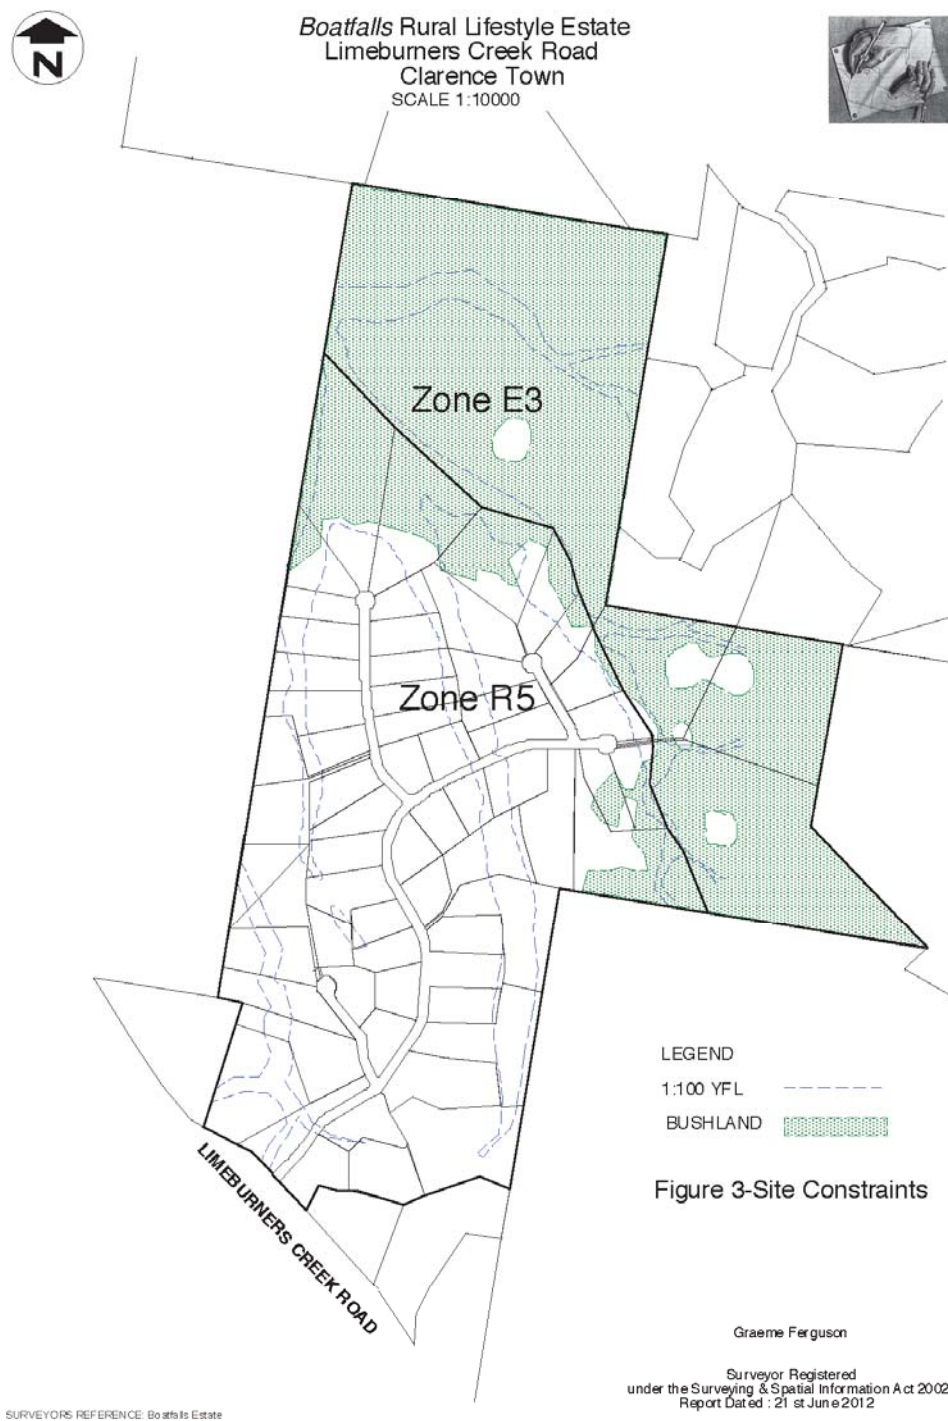 Boatfalls Rural Lifestyle Estate
Limeburners Creek Road
Clarence Town
SCALE 1:10000
N
Zone E3
Zone R5
LEGEND
1:100 YFL
BUSHLAND
Figure 3-Site Constraints
LIMEBURNERS CREEK ROAD
Graeme Ferguson
Surveyor Registered
under the Surveying & Spatial Information Act 2002
Report Dated : 21 st June 2012
SURVEYORS REFERENCE: Boatfalls Estate